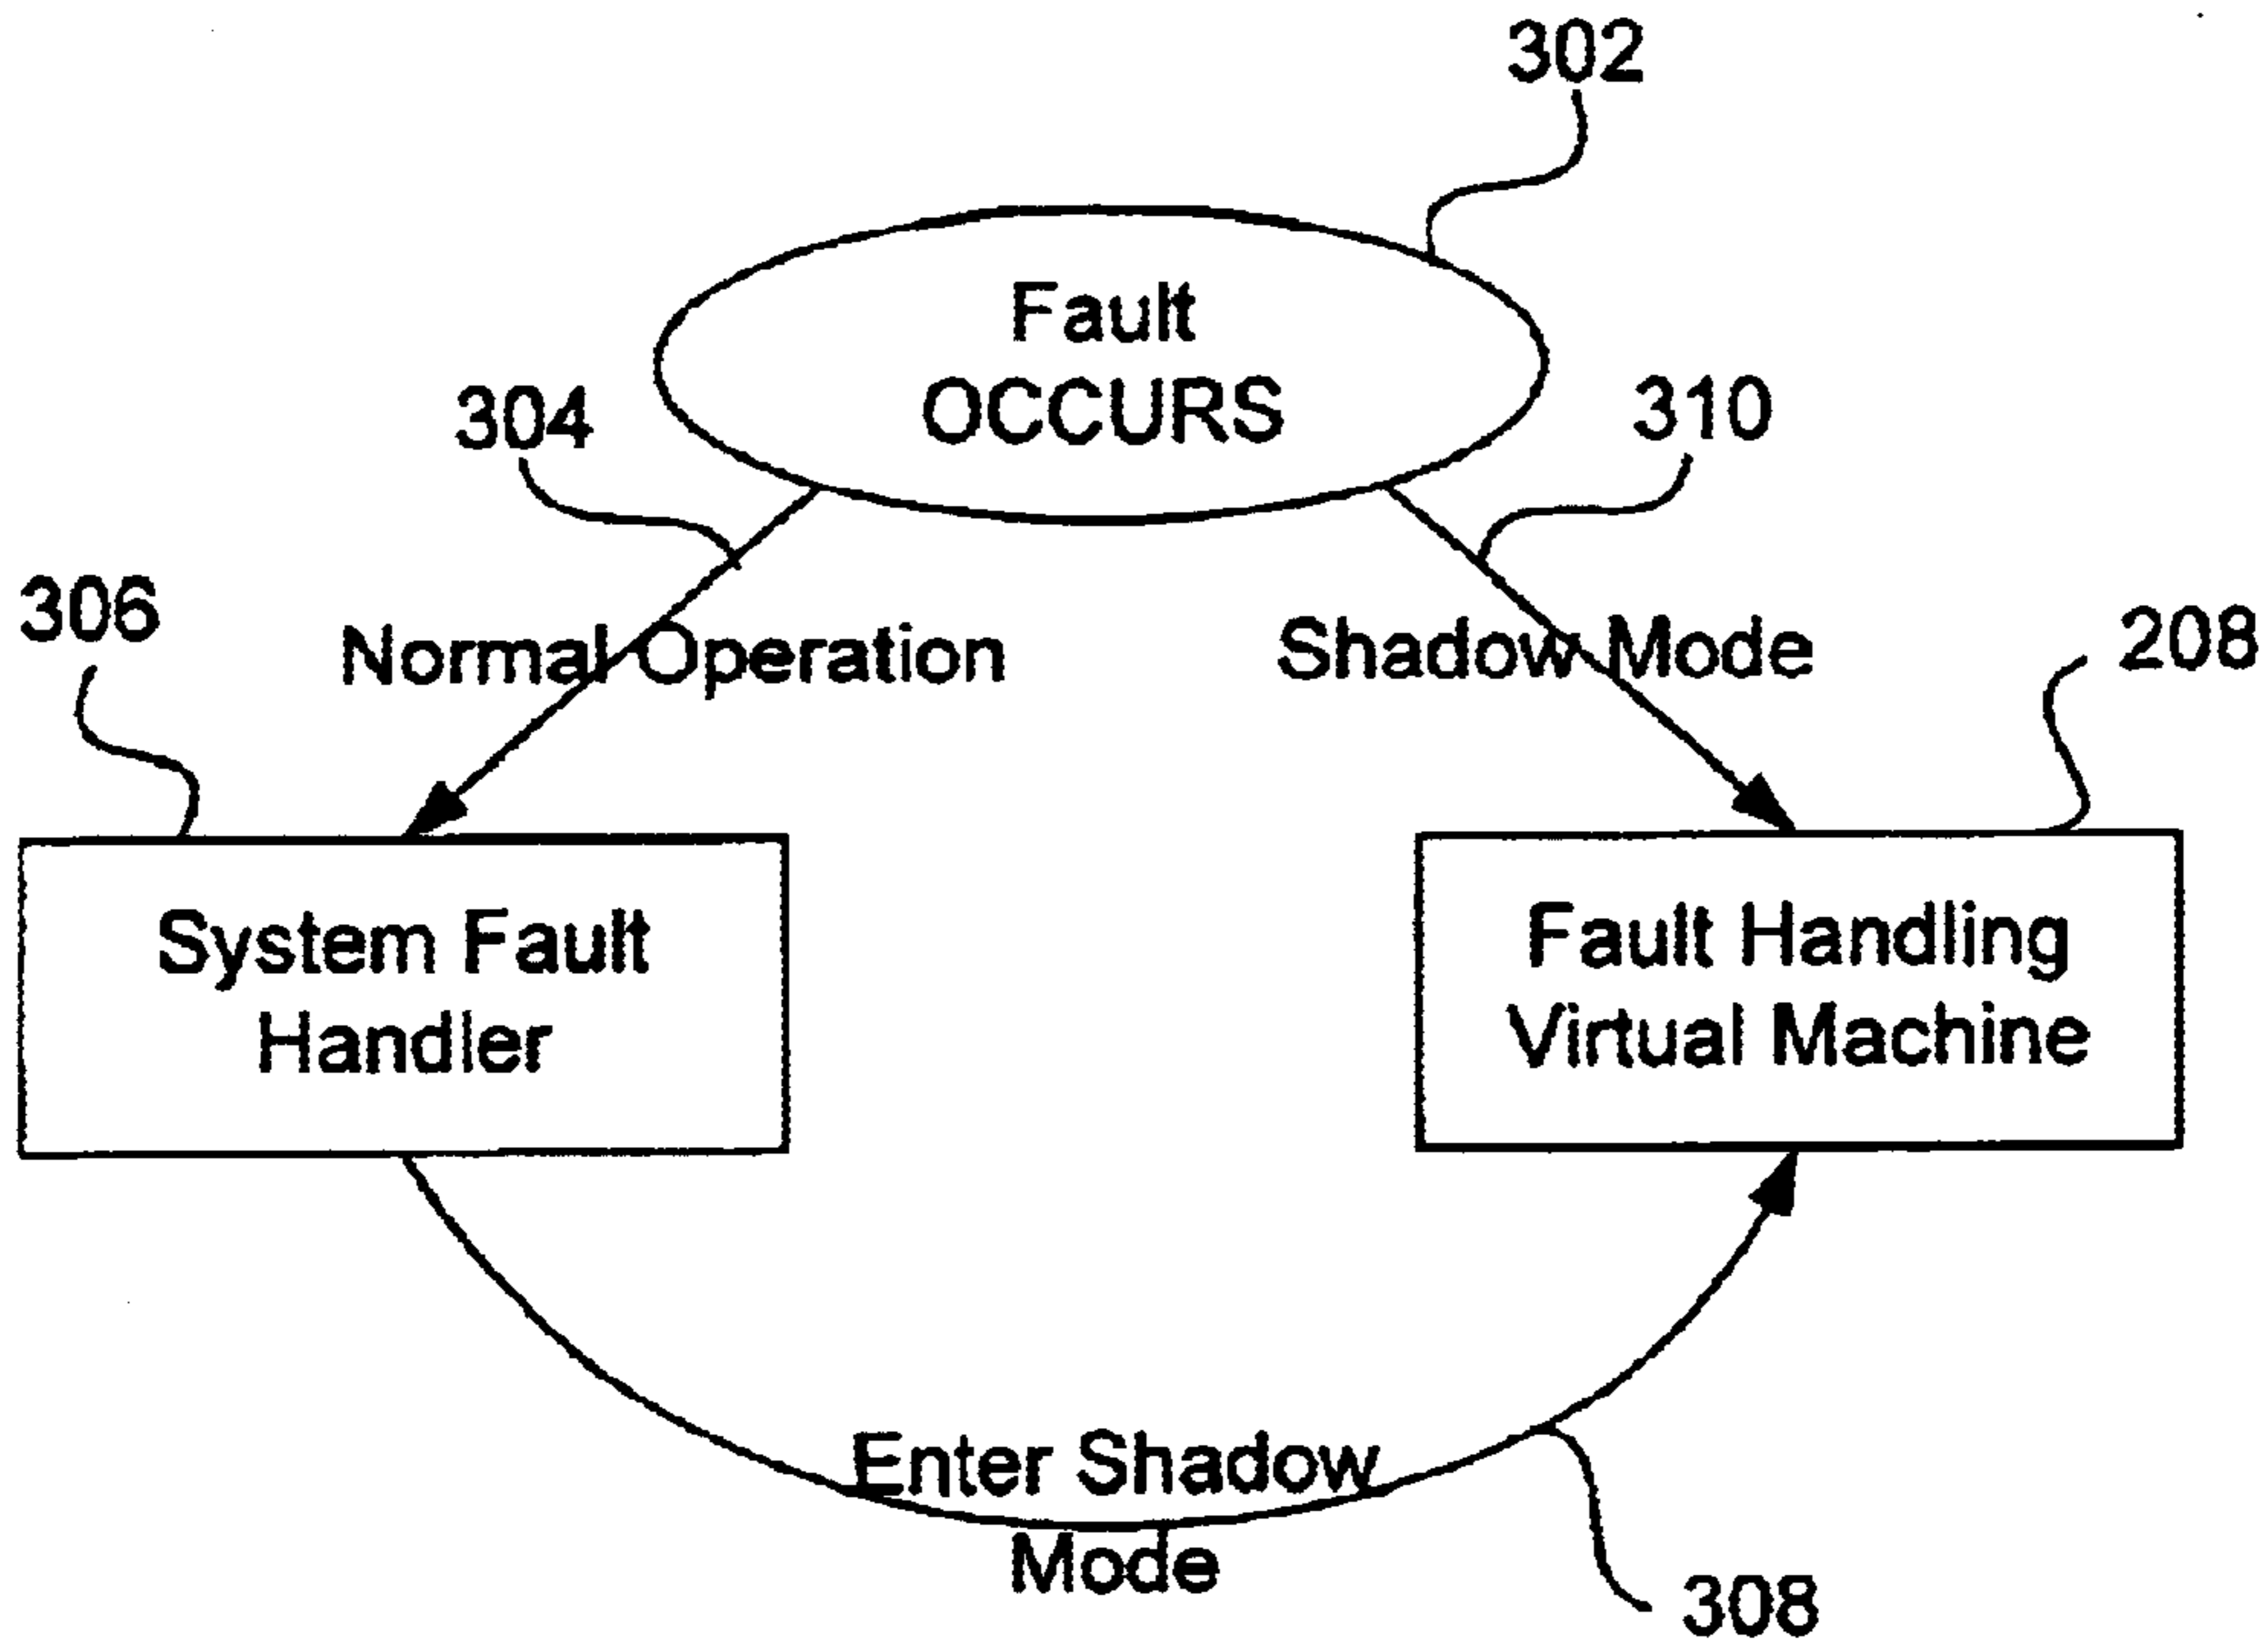 302
Fault
OCCURS
304
310
306
Normal Operation
Shadow Mode
208
System Fault
Handler
Fault Handling
Virtual Machine
Enter Shadow
Mode
308